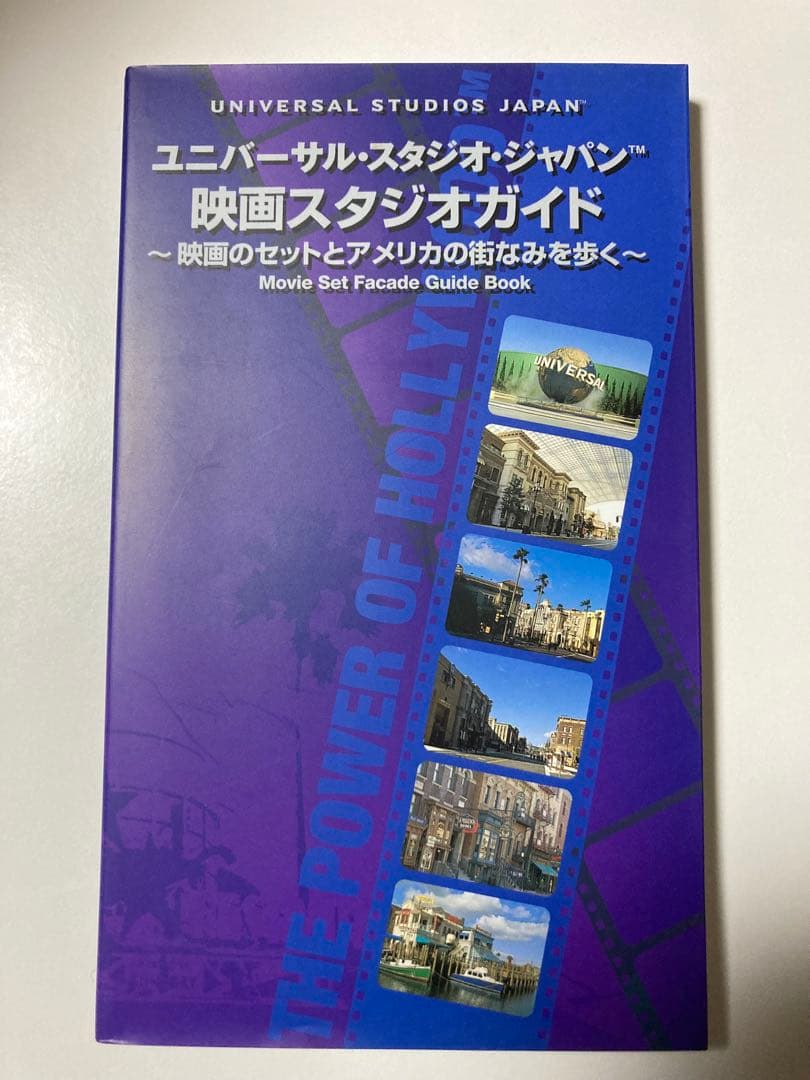 UNIVERSAL STUDIOS JAPAN™
ユニバーサル・スタジオ・ジャパン™
映画スタジオガイド
～映画のセットとアメリカの街なみを歩く～
Movie Set Facade Guide Book
THE POWER OF HOLLYWOOD™
UNIVERSAL